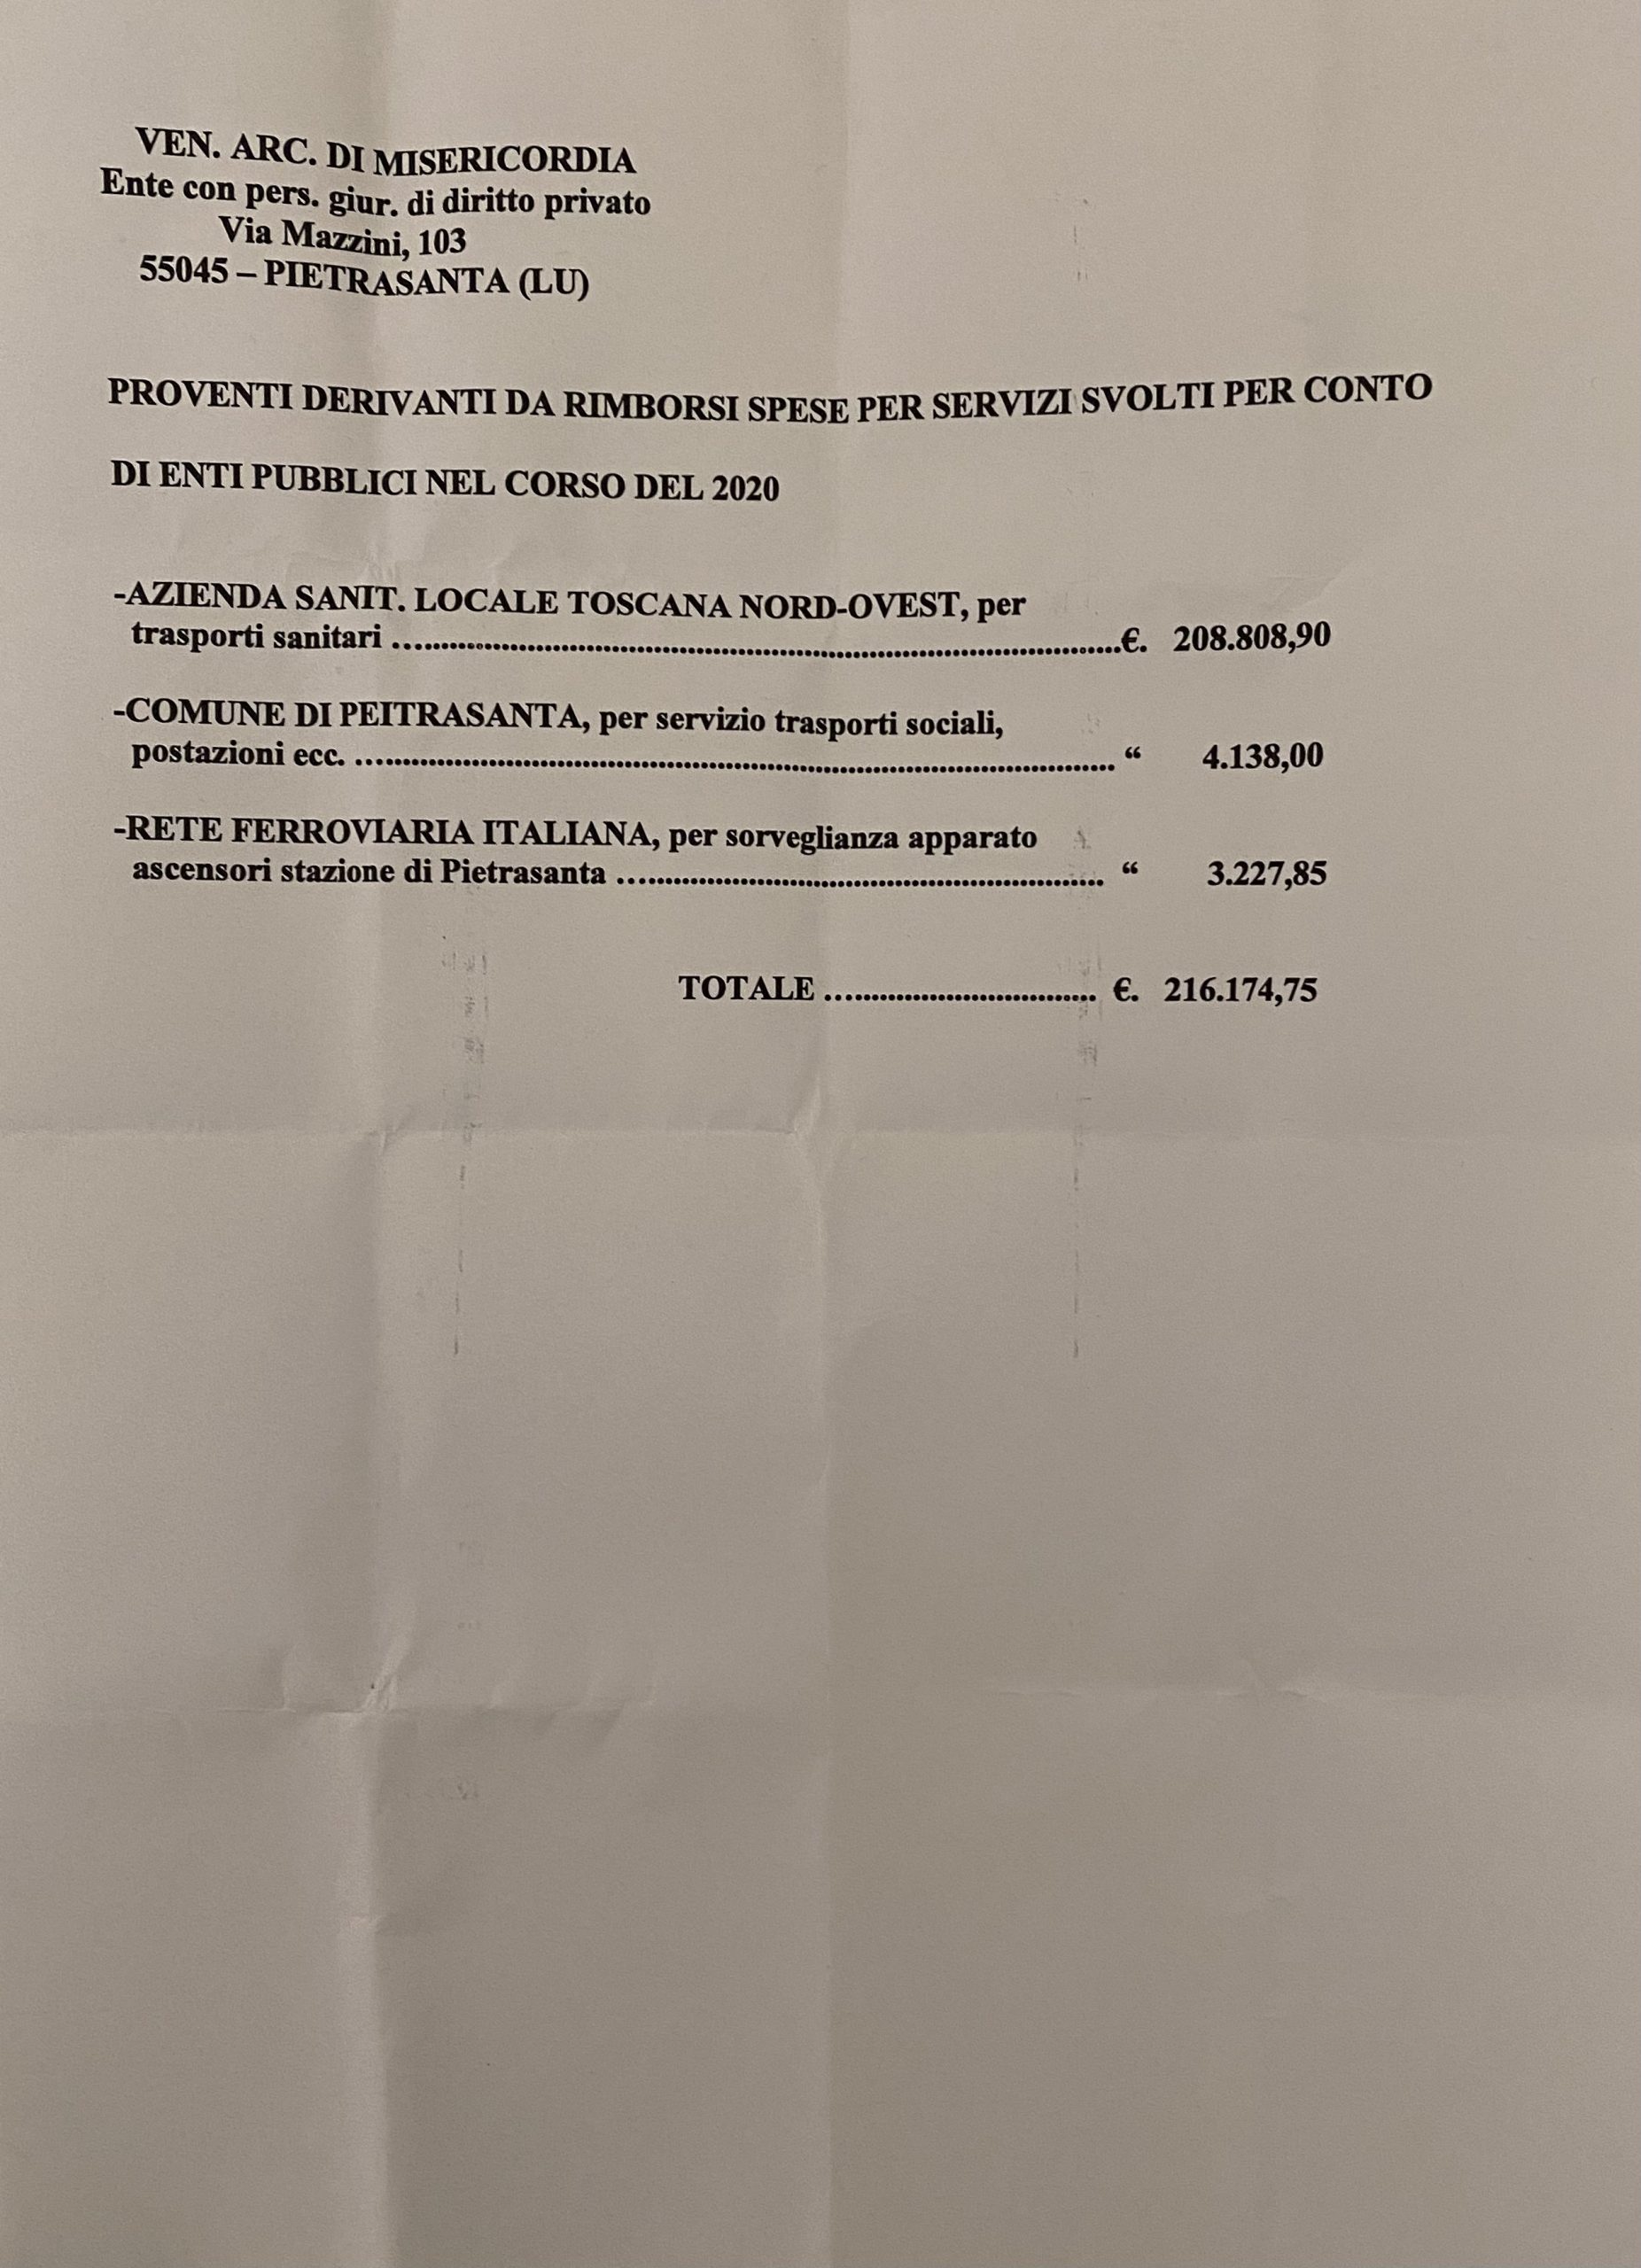 VEN. ARC. DI MISERICORDIA
Ente con pers. giur. di diritto privato
Via Mazzini, 103
55045 – PIETRASANTA (LU)
PROVENTI DERIVANTI DA RIMBORSI SPESE PER SERVIZI SVOLTI PER CONTO
DI ENTI PUBBLICI NEL CORSO DEL 2020
-AZIENDA SANIT. LOCALE TOSCANA NORD-OVEST, per
trasporti sanitari ..........................................................................................€. 208.808,90
-COMUNE DI PEITRASANTA, per servizio trasporti sociali,
postazioni ecc. ............................................................................................... “ 4.138,00
-RETE FERROVIARIA ITALIANA, per sorveglianza apparato
ascensori stazione di Pietrasanta ............................................................ “ 3.227,85
TOTALE .................................. €. 216.174,75